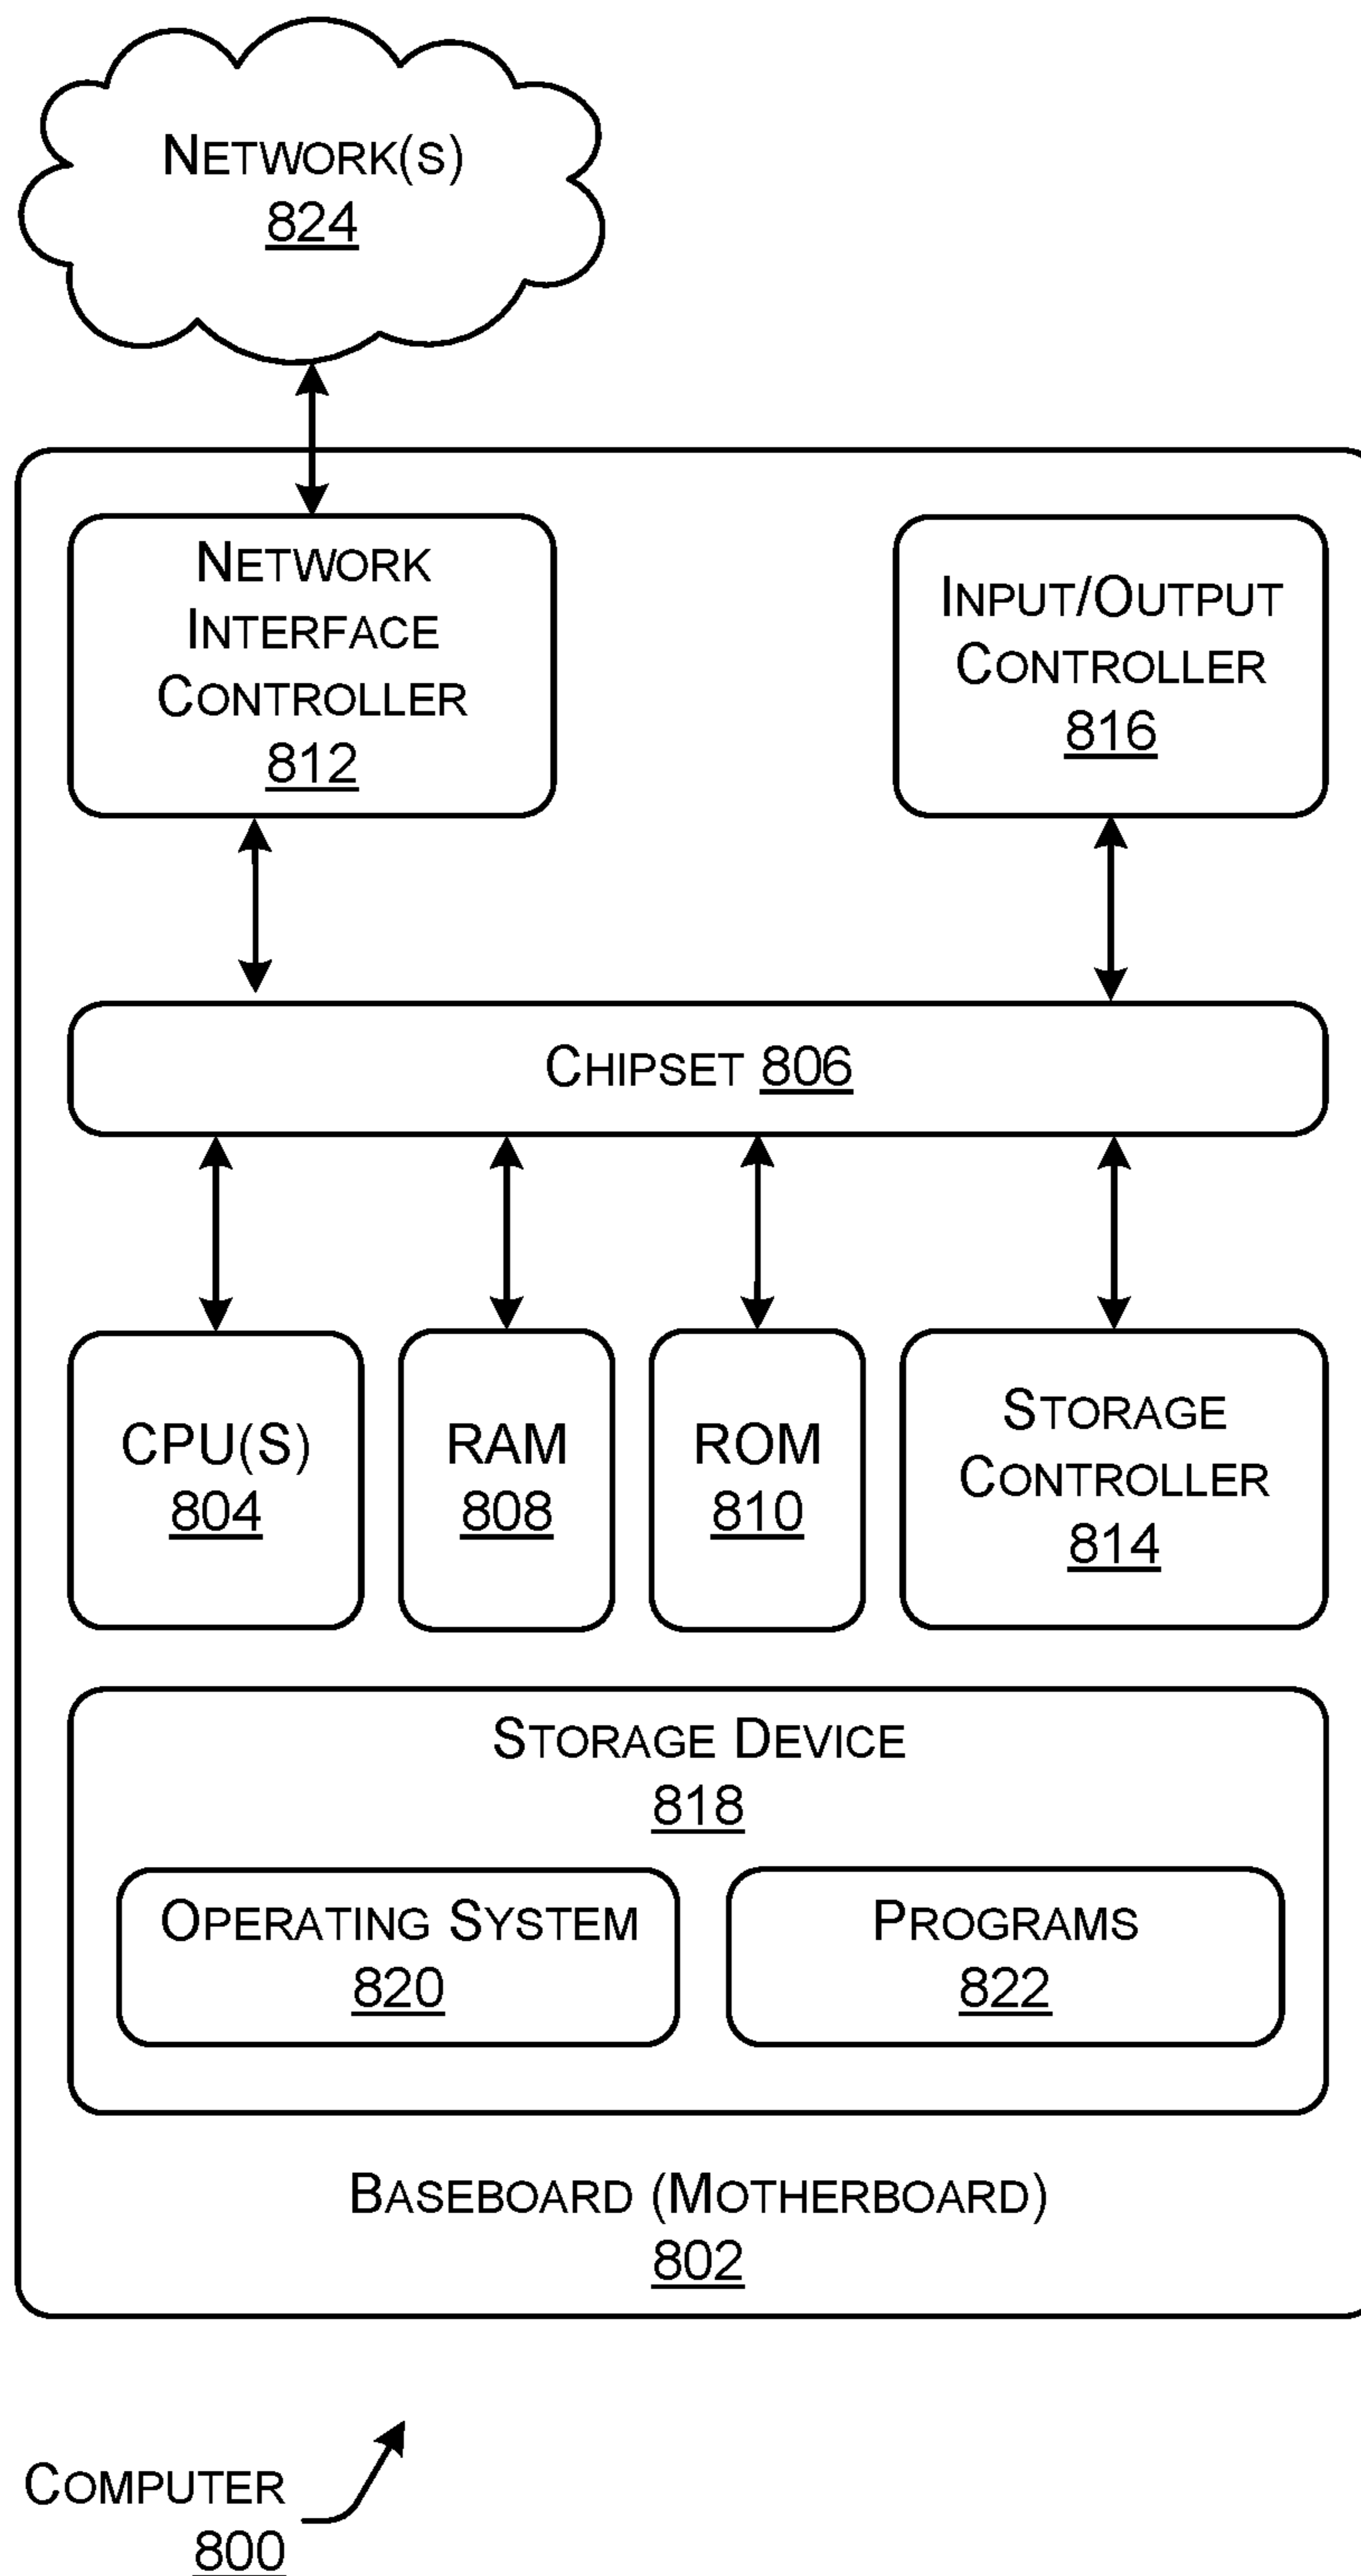 NETWORK(S)
824
NETWORK
INTERFACE
CONTROLLER
812
INPUT/OUTPUT
CONTROLLER
816
CHIPSET 806
CPU(S)
804
RAM
808
ROM
810
STORAGE
CONTROLLER
814
STORAGE DEVICE
818
OPERATING SYSTEM
820
PROGRAMS
822
BASEBOARD (MOTHERBOARD)
802
COMPUTER
800